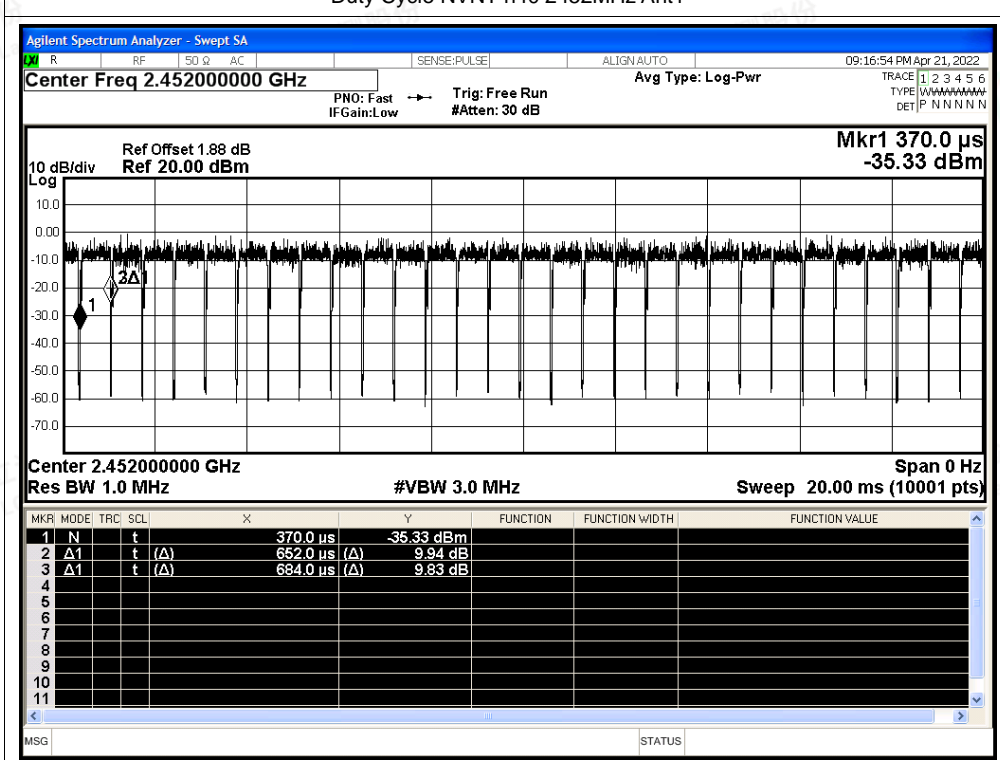 Agilent Spectrum Analyzer - Swept SA
LXI R RF 50 Ω AC SENSE:PULSE ALIGN AUTO 09:16:54 PM Apr 21, 2022
Center Freq 2.452000000 GHz Avg Type: Log-Pwr TRACE 1 2 3 4 5 6
PNO: Fast Trig: Free Run TYPE W
IFGain:Low #Atten: 30 dB DET P N N N N N
Mkr1 370.0 µs
Ref Offset 1.88 dB
10 dB/div Ref 20.00 dBm -35.33 dBm
Log
10.0
0.00
-10.0
3Δ1
-20.0
1
-30.0
-40.0
-50.0
-60.0
-70.0
Center 2.452000000 GHz Span 0 Hz
Res BW 1.0 MHz #VBW 3.0 MHz Sweep 20.00 ms (10001 pts)
MKR MODE TRC SCL X Y FUNCTION FUNCTION WIDTH FUNCTION VALUE
1 N t 370.0 µs -35.33 dBm
2 Δ1 t (Δ) 652.0 µs (Δ) 9.94 dB
3 Δ1 t (Δ) 684.0 µs (Δ) 9.83 dB
4
5
6
7
8
9
10
11
MSG STATUS